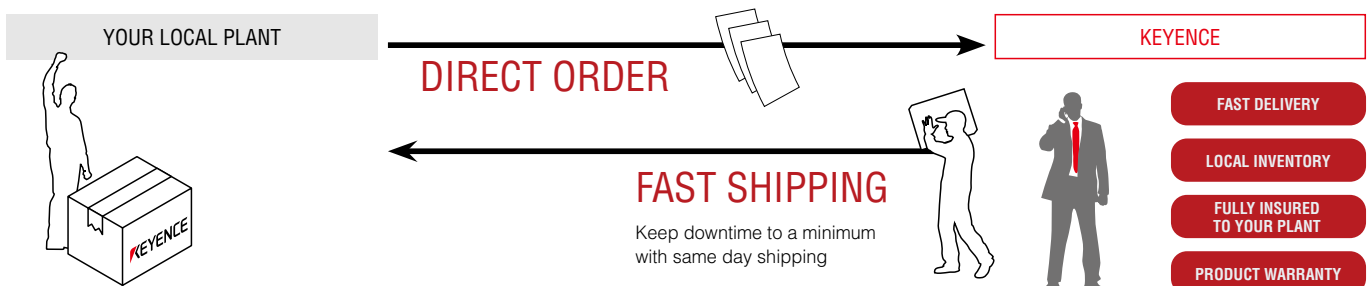 YOUR LOCAL PLANT
DIRECT ORDER
KEYENCE
FAST SHIPPING
Keep downtime to a minimum
with same day shipping
KEYENCE
FAST DELIVERY
LOCAL INVENTORY
FULLY INSURED
TO YOUR PLANT
PRODUCT WARRANTY